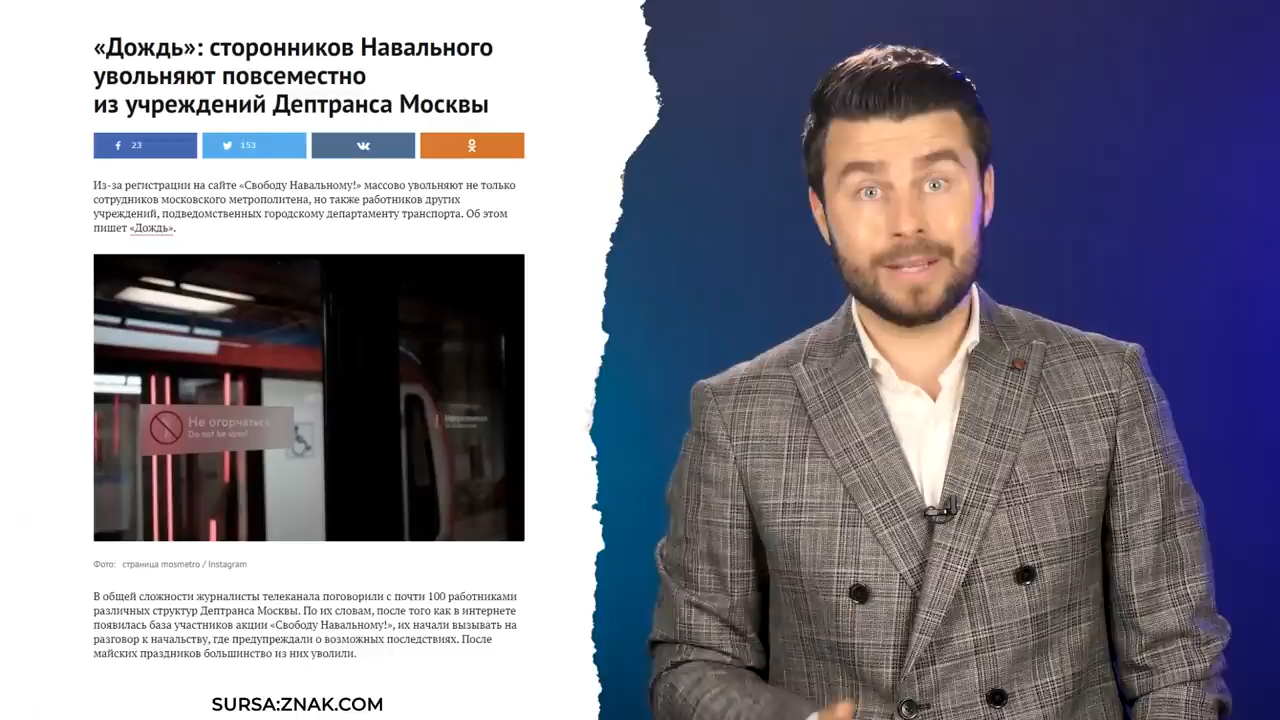 «Дождь»: сторонников Навального
увольняют повсеместно
из учреждений Дептранса Москвы
23
153
Из-за регистрации на сайте «Свободу Навальному!» массово увольняют не только
сотрудников московского метрополитена, но также работников других
учреждений, подведомственных городскому департаменту транспорта. Об этом
пишет «Дождь».
Не огорчаться
Do not be upset
Фото: страница mosmetro / Instagram
В общей сложности журналисты телеканала поговорили с почти 100 работниками
различных структур Дептранса Москвы. По их словам, после того как в интернете
появилась база участников акции «Свободу Навальному!», их начали вызывать на
разговор к начальству, где предупреждали о возможных последствиях. После
майских праздников большинство из них уволили.
SURSA:ZNAK.COM